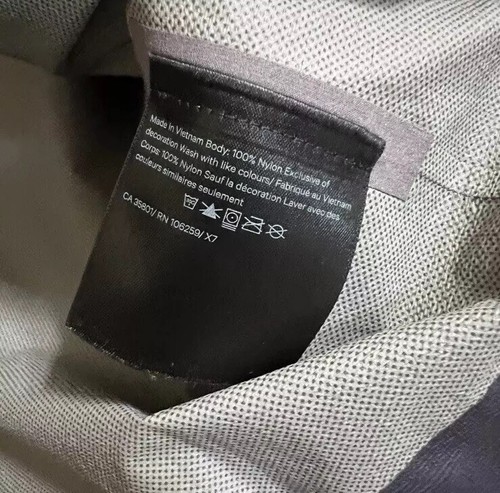 Made in Vietnam Body: 100% Nylon Exclusive of
decoration Wash with like colours/ Fabriqué au Vietnam
Corps: 100% Nylon Sauf la décoration Laver avec des
couleurs similaires seulement
CA 35801/ RN 106259/ X7